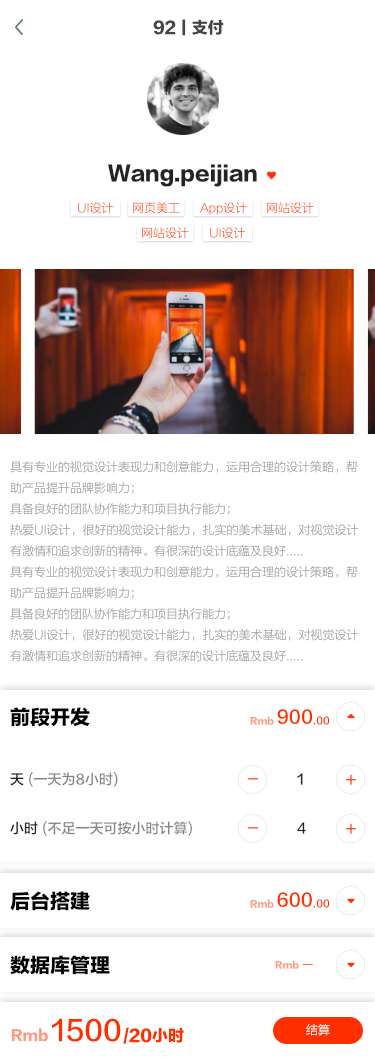 92 | 支付
Wang.peijian
UI设计 网页美工 App设计 网站设计
网站设计 UI设计
具有专业的视觉设计表现力和创意能力，运用合理的设计策略，帮
助产品提升品牌影响力；
具备良好的团队协作能力和项目执行能力；
热爱UI设计，很好的视觉设计能力，扎实的美术基础，对视觉设计
有激情和追求创新的精神。有很深的设计底蕴及良好.....
具有专业的视觉设计表现力和创意能力，运用合理的设计策略，帮
助产品提升品牌影响力；
具备良好的团队协作能力和项目执行能力；
热爱UI设计，很好的视觉设计能力，扎实的美术基础，对视觉设计
有激情和追求创新的精神。有很深的设计底蕴及良好.....
前段开发 Rmb 900.00
天 (一天为8小时) － 1 ＋
小时 (不足一天可按小时计算) － 4 ＋
后台搭建 Rmb 600.00
数据库管理 Rmb －
Rmb1500/20小时 结算